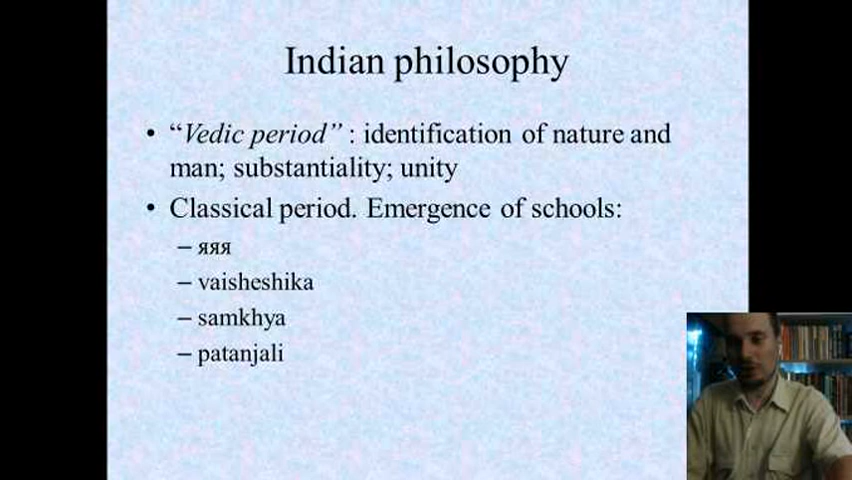 Indian philosophy
• “Vedic period” : identification of nature and
man; substantiality; unity
• Classical period. Emergence of schools:
– яяя
– vaisheshika
– samkhya
– patanjali